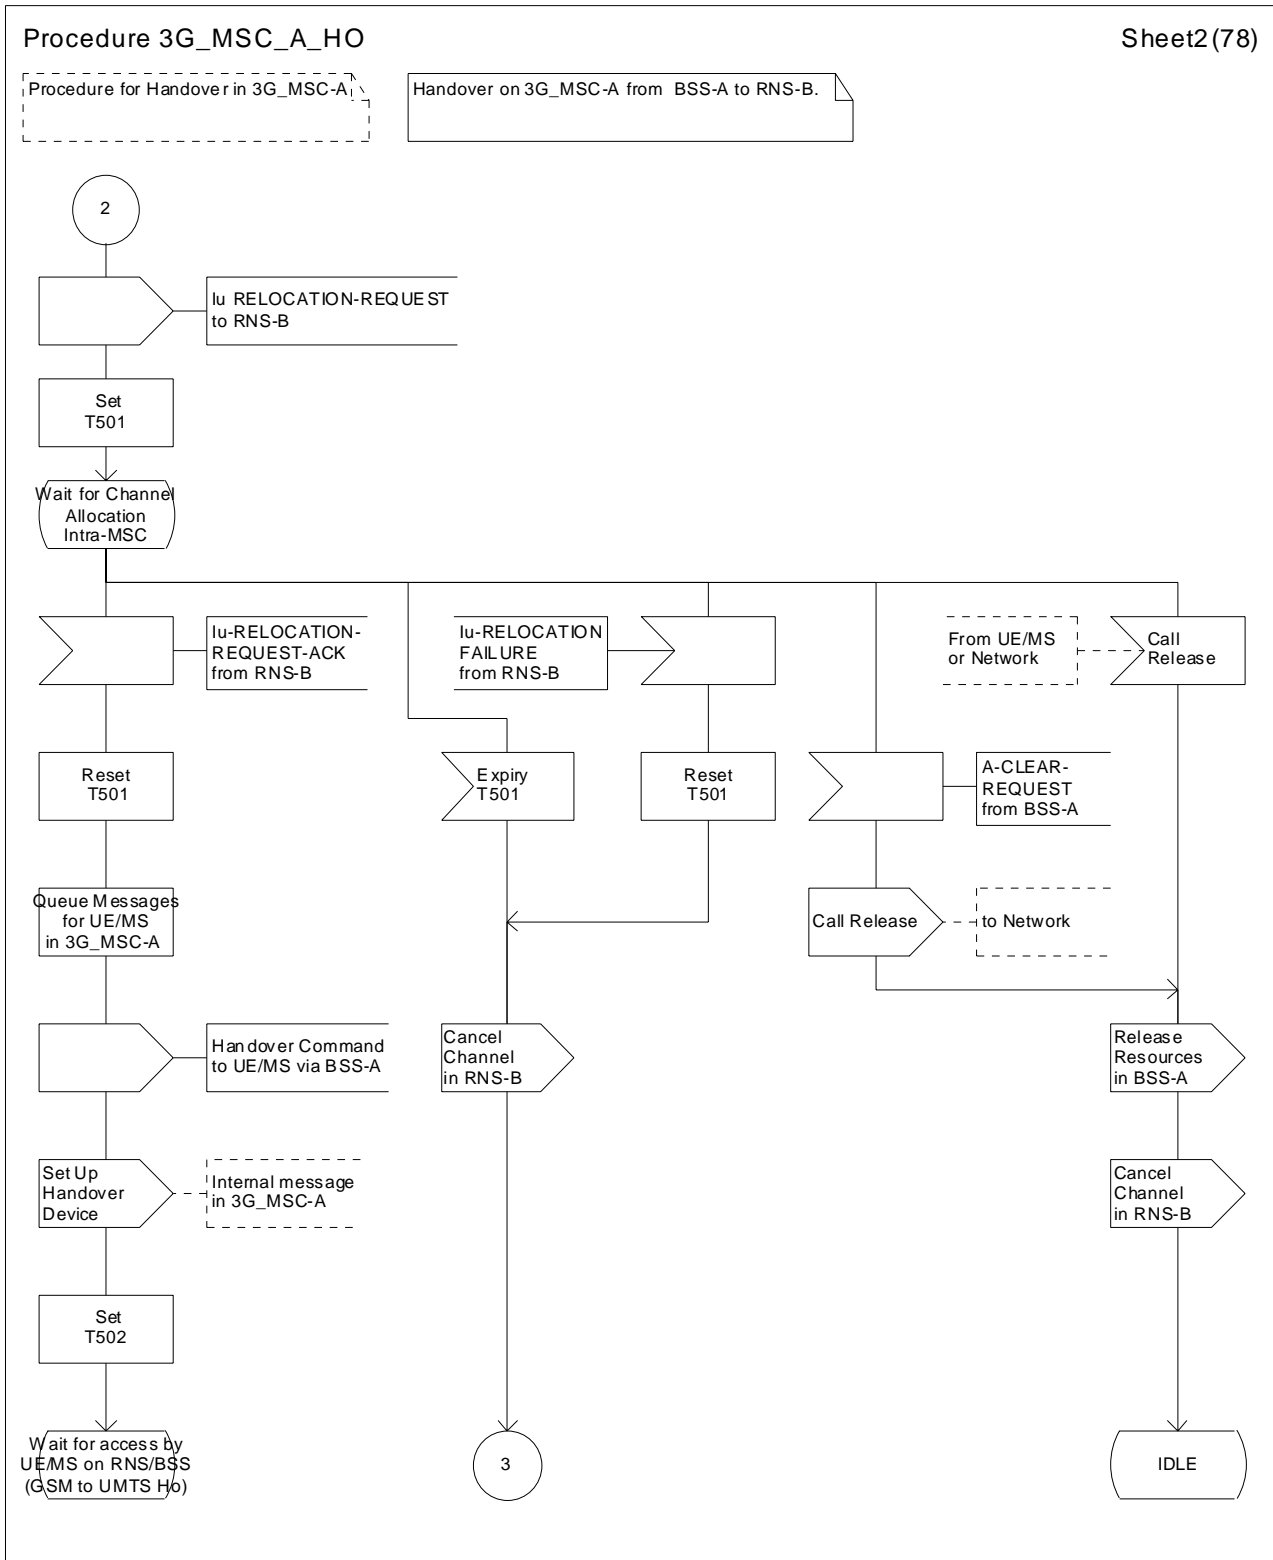 Procedure 3G_MSC_A_HO
Sheet2(78)
Procedure for Handover in 3G_MSC-A
Handover on 3G_MSC-A from BSS-A to RNS-B.
2
Iu RELOCATION-REQUEST
to RNS-B
Set
T501
Wait for Channel
Allocation
Intra-MSC
Iu-RELOCATION-
REQUEST-ACK
from RNS-B
Iu-RELOCATION
FAILURE
from RNS-B
From UE/MS
or Network
Call
Release
Reset
T501
Expiry
T501
Reset
T501
A-CLEAR-
REQUEST
from BSS-A
Queue Messages
for UE/MS
in 3G_MSC-A
Call Release
to Network
Handover Command
to UE/MS via BSS-A
Cancel
Channel
in RNS-B
Release
Resources
in BSS-A
Set Up
Handover
Device
Internal message
in 3G_MSC-A
Cancel
Channel
in RNS-B
Set
T502
Wait for access by
UE/MS on RNS/BSS
(GSM to UMTS Ho)
3
IDLE